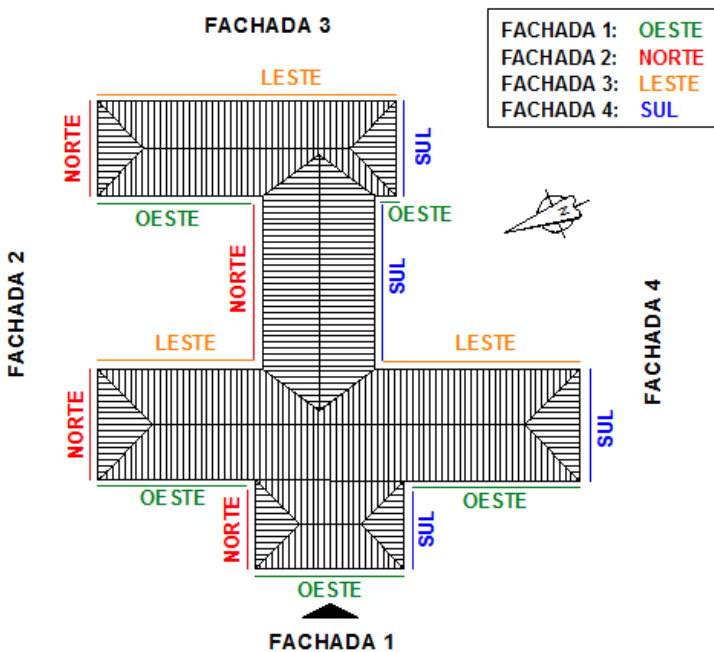 FACHADA 3
FACHADA 1: OESTE
FACHADA 2: NORTE
FACHADA 3: LESTE
FACHADA 4: SUL
LESTE
NORTE
SUL
OESTE
OESTE
N
NORTE
SUL
FACHADA 2
FACHADA 4
LESTE
LESTE
NORTE
SUL
OESTE
OESTE
NORTE
SUL
OESTE
FACHADA 1